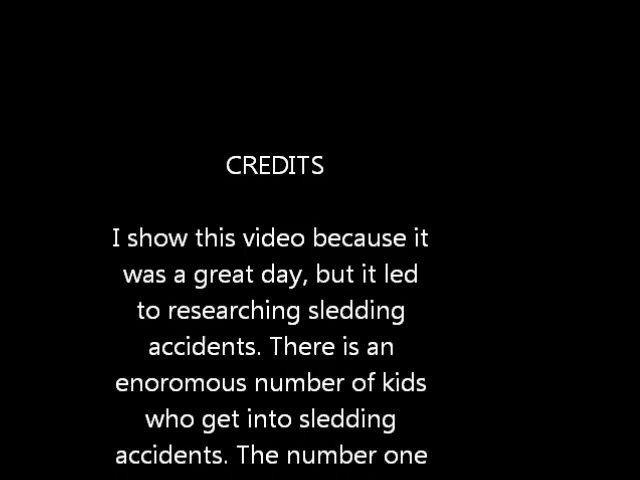 CREDITS
I show this video because it
was a great day, but it led
to researching sledding
accidents. There is an
enoromous number of kids
who get into sledding
accidents. The number one